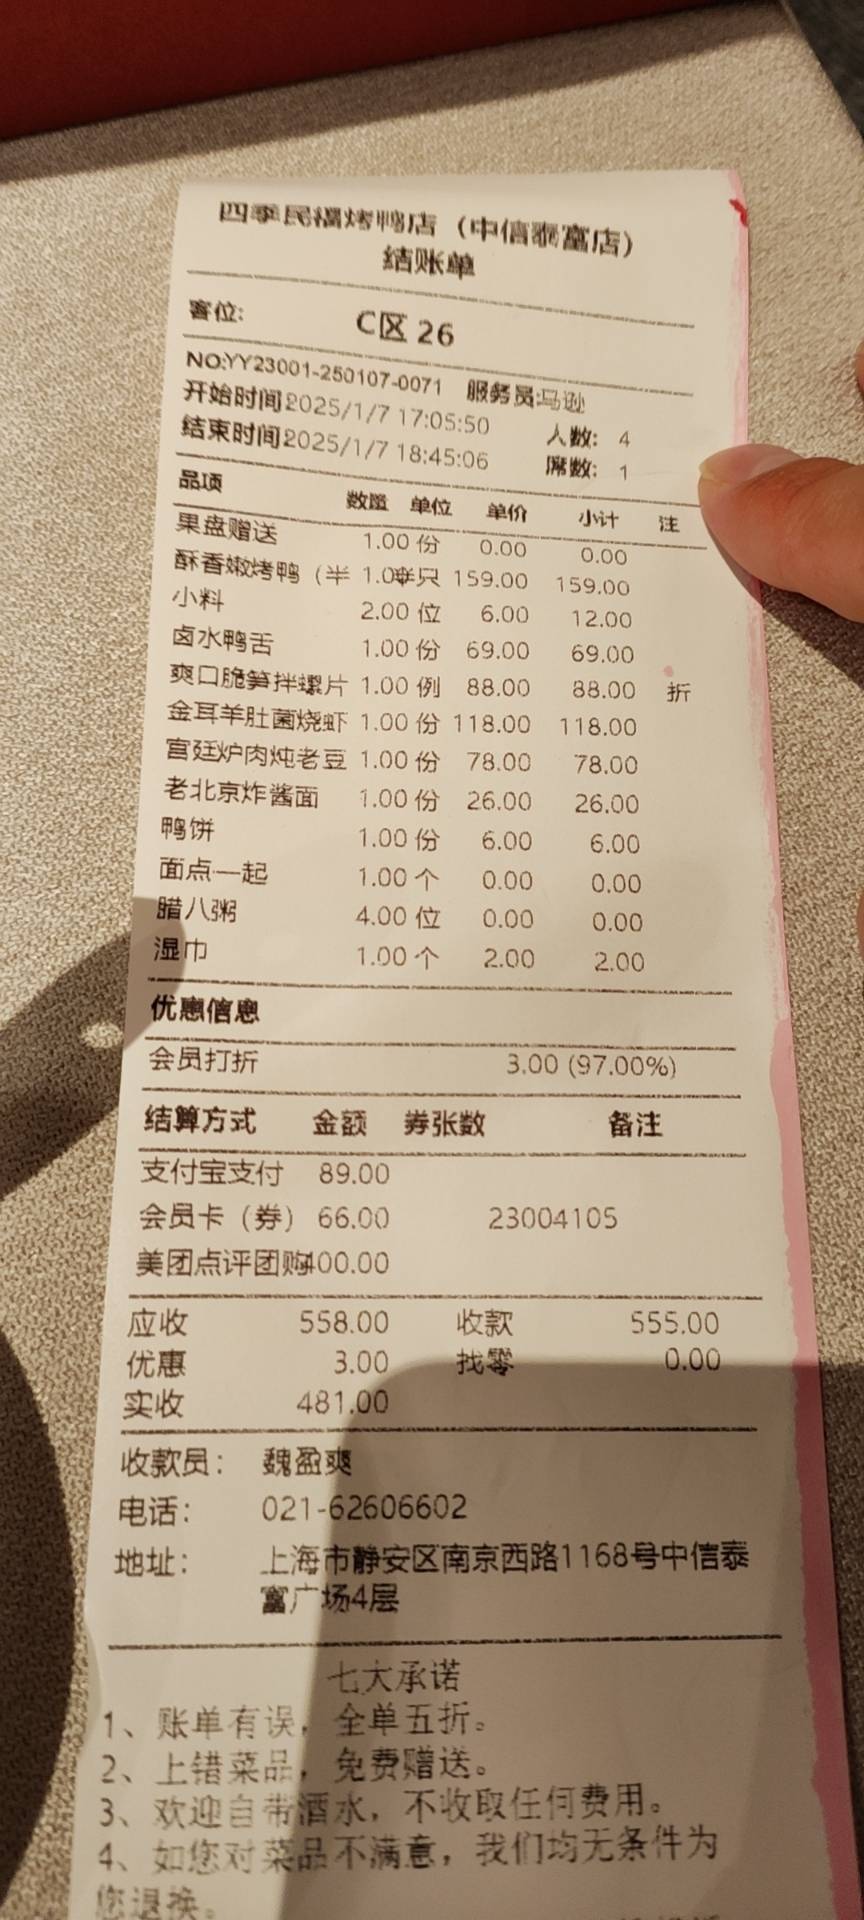 四季民福烤鸭店（中信泰富店）
结账单
客位: C区 26
NO:YY23001-250107-0071 服务员:马逊
开始时间:2025/1/7 17:05:50 人数: 4
结束时间:2025/1/7 18:45:06 席数: 1
品项 数量 单位 单价 小计 注
果盘赠送 1.00 份 0.00 0.00
酥香嫩烤鸭（半 1.00 半只 159.00 159.00
小料 2.00 位 6.00 12.00
卤水鸭舌 1.00 份 69.00 69.00
爽口脆笋拌螺片 1.00 例 88.00 88.00 折
金耳羊肚菌烧虾 1.00 份 118.00 118.00
宫廷炉肉炖老豆 1.00 份 78.00 78.00
老北京炸酱面 1.00 份 26.00 26.00
鸭饼 1.00 份 6.00 6.00
面点一起 1.00 个 0.00 0.00
腊八粥 4.00 位 0.00 0.00
湿巾 1.00 个 2.00 2.00
优惠信息
会员打折 3.00 (97.00%)
结算方式 金额 券张数 备注
支付宝支付 89.00
会员卡（券） 66.00 23004105
美团点评团购400.00
应收 558.00 收款 555.00
优惠 3.00 找零 0.00
实收 481.00
收款员: 魏盈爽
电话: 021-62606602
地址: 上海市静安区南京西路1168号中信泰
富广场4层
七大承诺
1、账单有误，全单五折。
2、上错菜品，免费赠送。
3、欢迎自带酒水，不收取任何费用。
4、如您对菜品不满意，我们均无条件为
您退换。